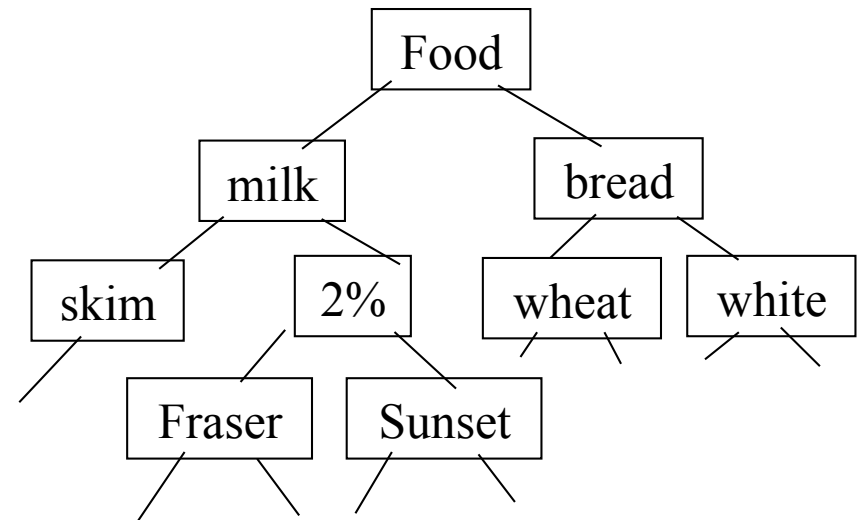 Food
milk
bread
skim
2%
wheat
white
Fraser
Sunset